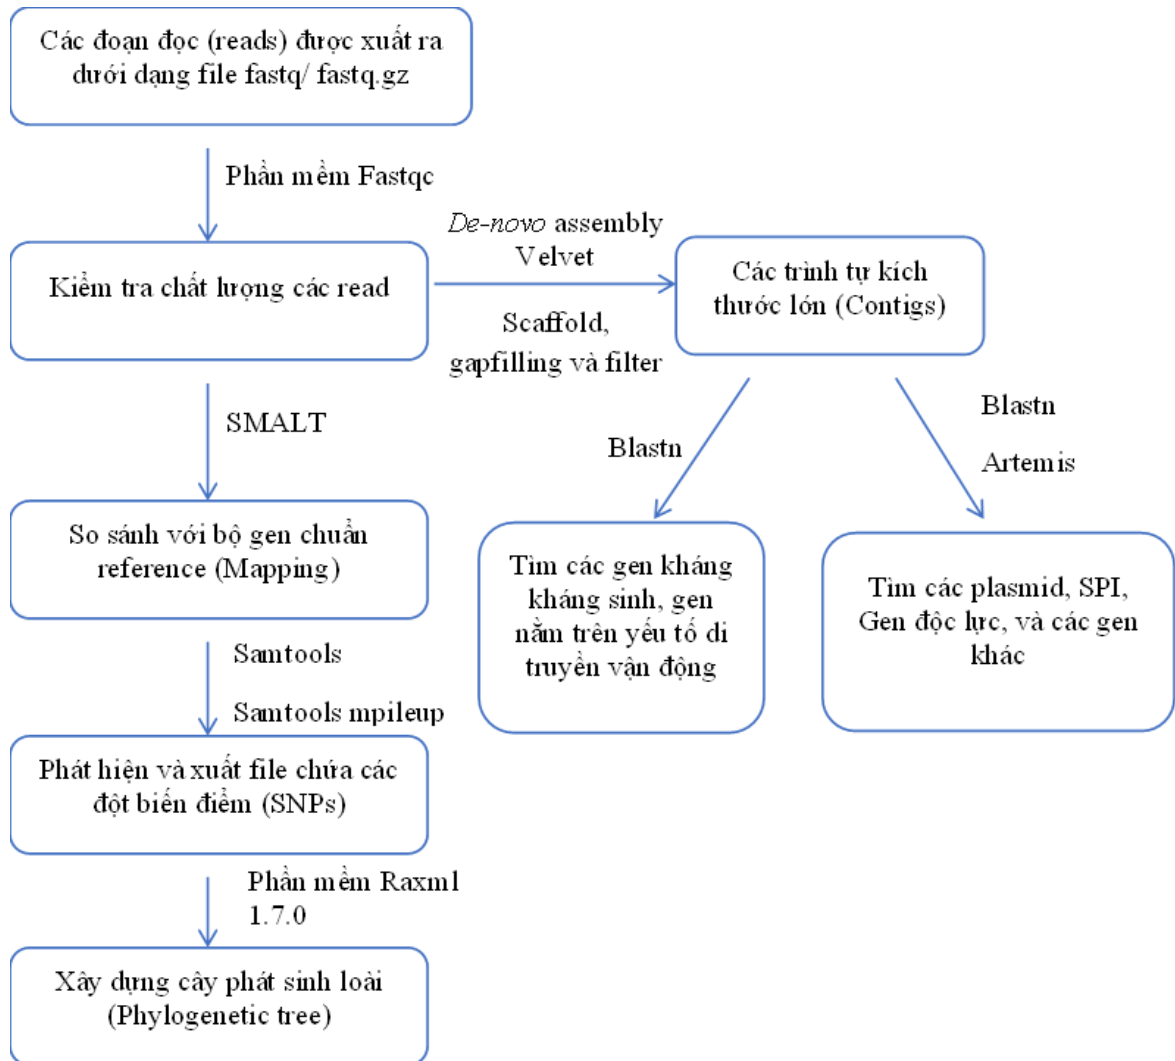 Các đoạn đọc (reads) được xuất ra
dưới dạng file fastq/ fastq.gz
Phần mềm Fastqc
Kiểm tra chất lượng các read
De-novo assembly
Velvet
Scaffold,
gapfilling và filter
Các trình tự kích
thước lớn (Contigs)
SMALT
Blastn
Blastn
Artemis
So sánh với bộ gen chuẩn
reference (Mapping)
Tìm các gen kháng
kháng sinh, gen
nằm trên yếu tố di
truyền vận động
Tìm các plasmid, SPI,
Gen độc lực, và các gen
khác
Samtools
Samtools mpileup
Phát hiện và xuất file chứa các
đột biến điểm (SNPs)
Phần mềm Raxml
1.7.0
Xây dựng cây phát sinh loài
(Phylogenetic tree)